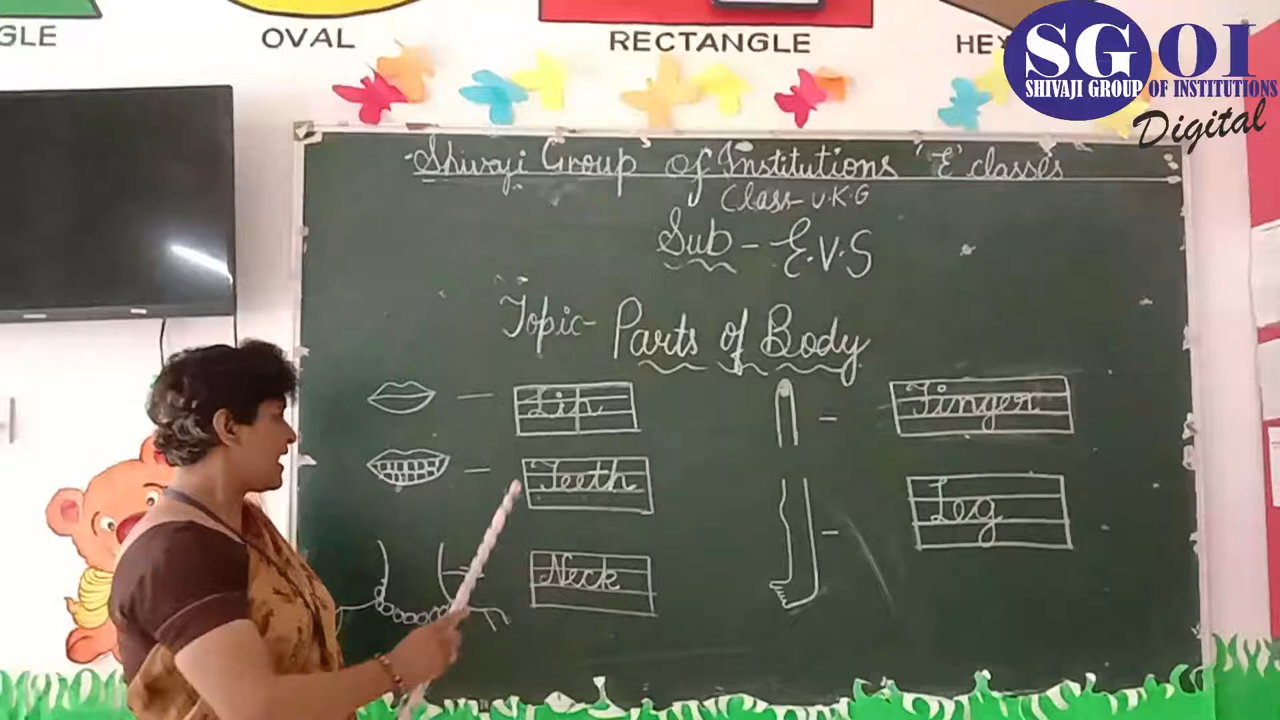 GLE
OVAL
RECTANGLE
HEX
SGOI
SHIVAJI GROUP OF INSTITUTIONS
Digital
Shivaji Group of Institutions 'E' classes
Class- U.K.G
Sub - E.V.S
Topic- Parts of Body
Lip
Finger
Teeth
Leg
Neck